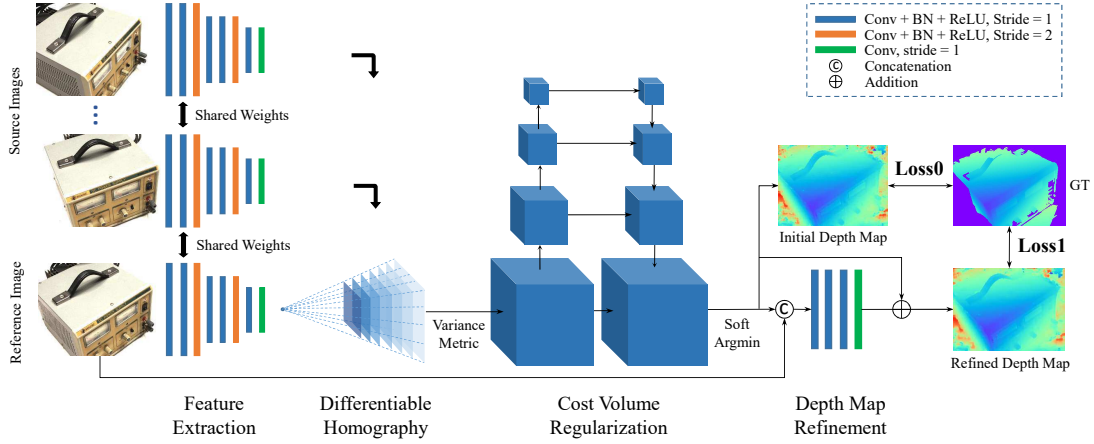 Conv + BN + ReLU, Stride = 1
Conv + BN + ReLU, Stride = 2
Conv, stride = 1
C Concatenation
Addition
Source Images
Shared Weights
Shared Weights
Reference Image
Variance
Metric
Soft
Argmin
C
Initial Depth Map
Loss0
GT
Loss1
Refined Depth Map
Feature
Extraction
Differentiable
Homography
Cost Volume
Regularization
Depth Map
Refinement